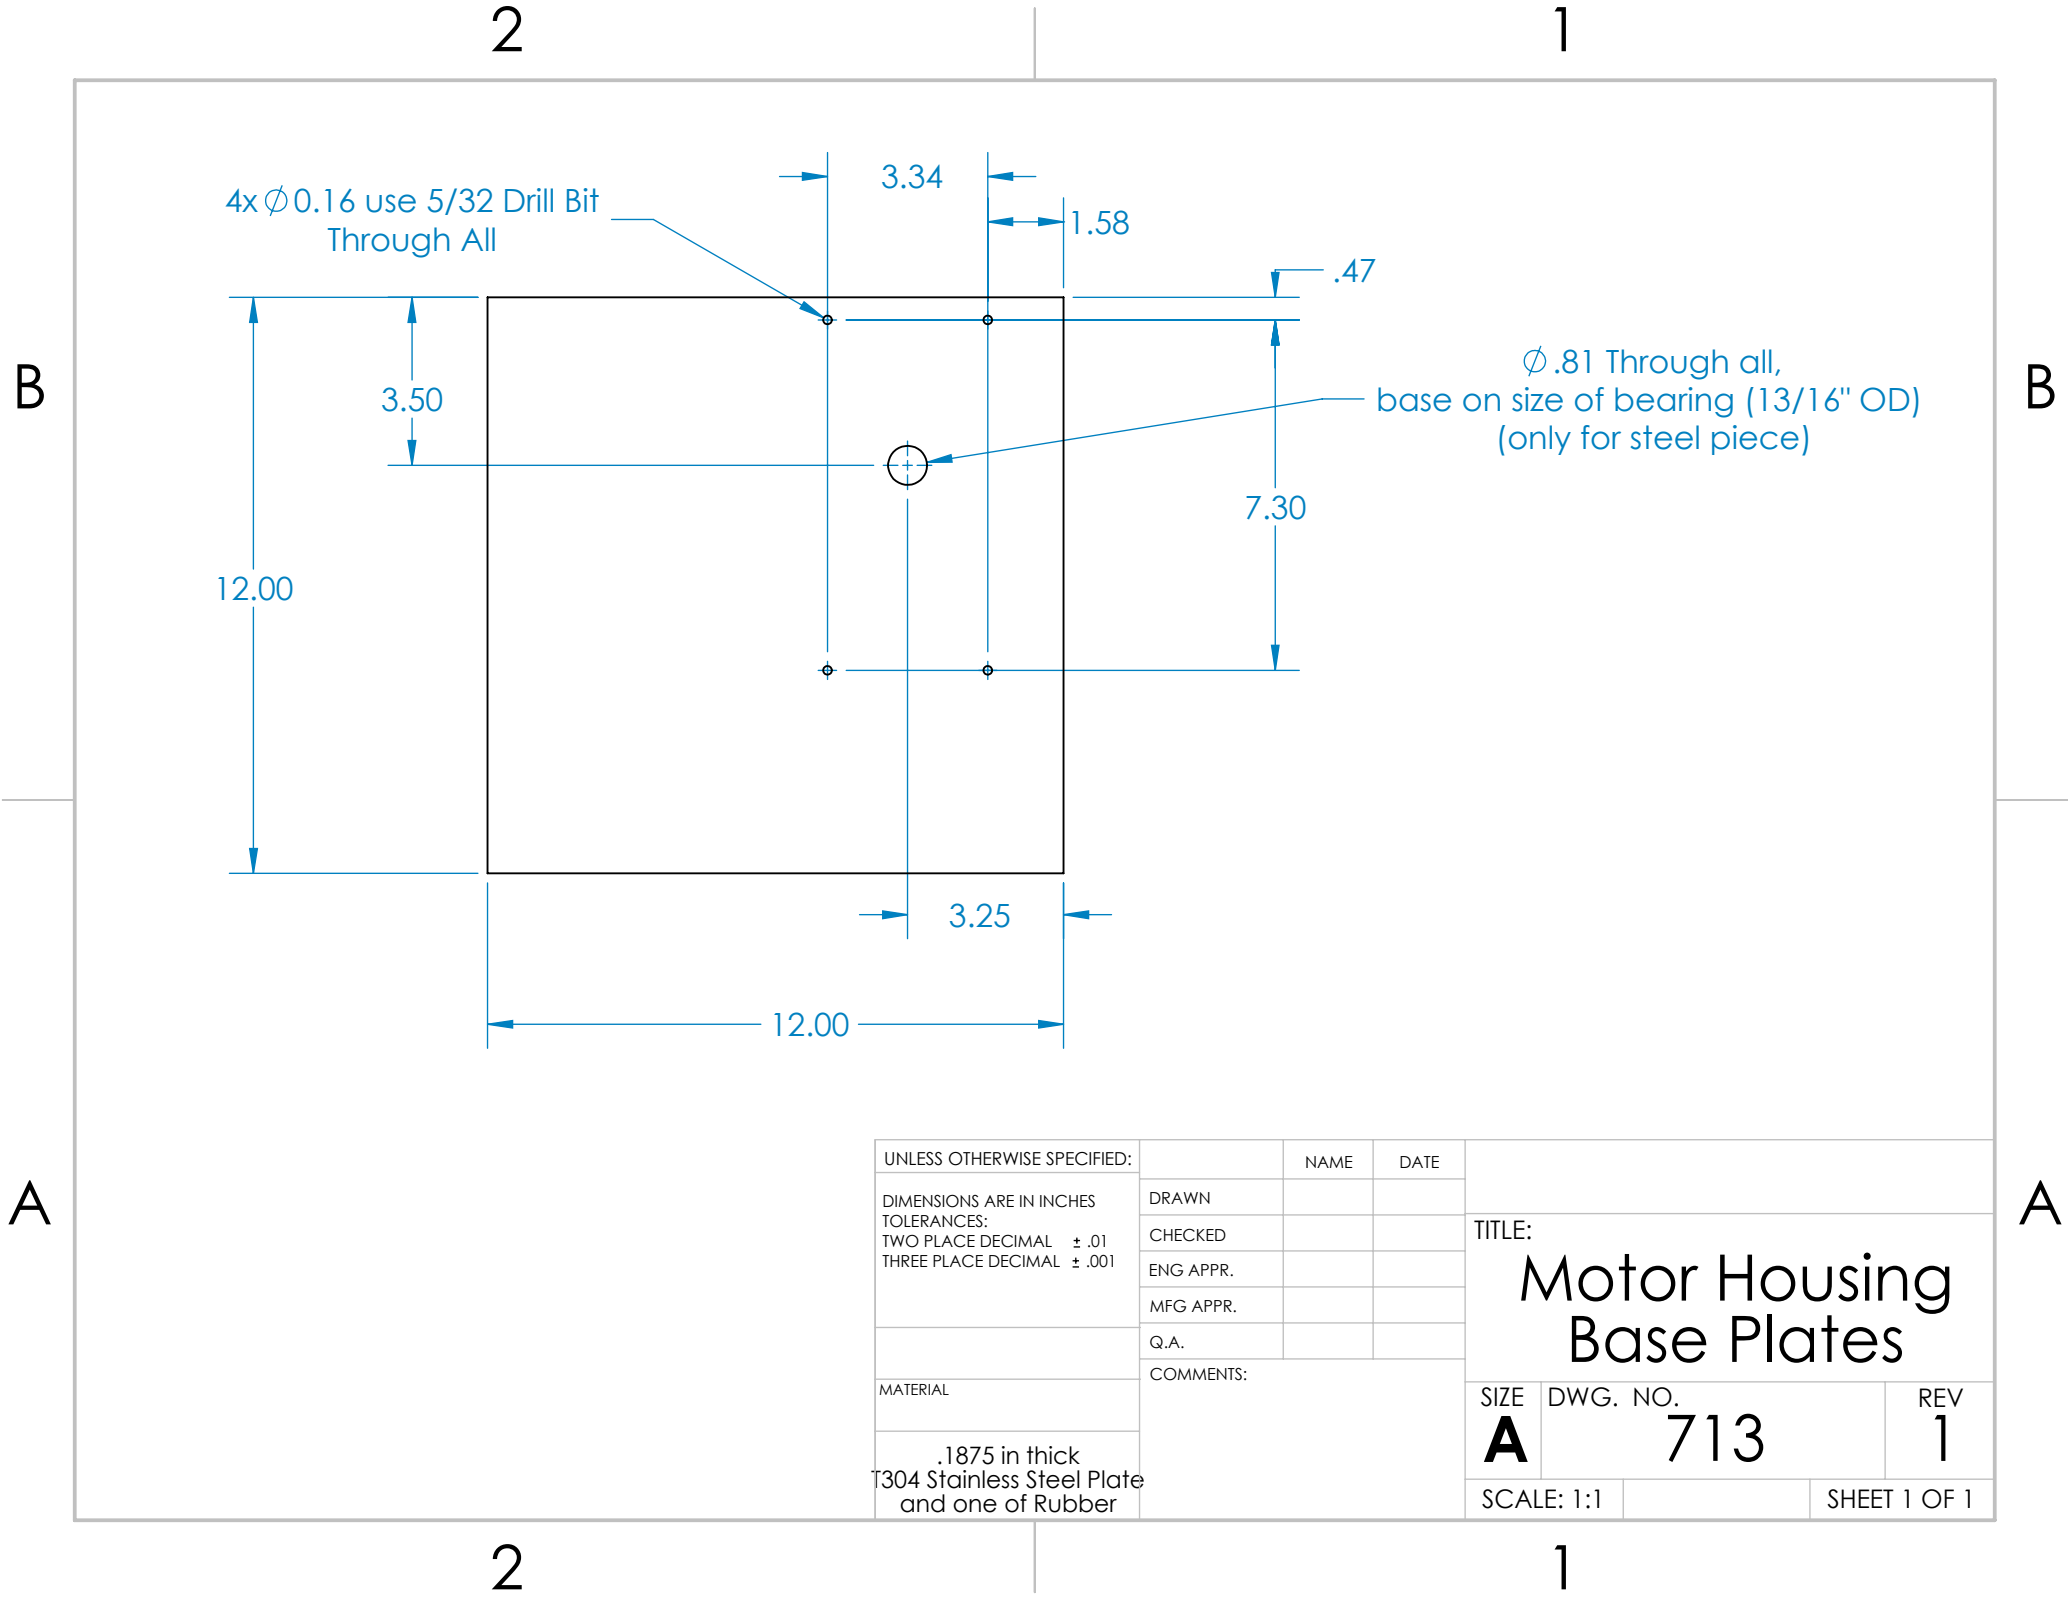 2
1
4x ∅0.16 use 5/32 Drill Bit
Through All
3.34
1.58
.47
B
B
3.50
∅.81 Through all,
base on size of bearing (13/16" OD)
(only for steel piece)
7.30
12.00
3.25
12.00
A
A
UNLESS OTHERWISE SPECIFIED:
DIMENSIONS ARE IN INCHES
TOLERANCES:
TWO PLACE DECIMAL ± .01
THREE PLACE DECIMAL ± .001
MATERIAL
.1875 in thick
T304 Stainless Steel Plate
and one of Rubber
NAME
DATE
DRAWN
CHECKED
ENG APPR.
MFG APPR.
Q.A.
COMMENTS:
TITLE:
Motor Housing
Base Plates
SIZE
A
DWG. NO.
713
REV
1
SCALE: 1:1
SHEET 1 OF 1
2
1